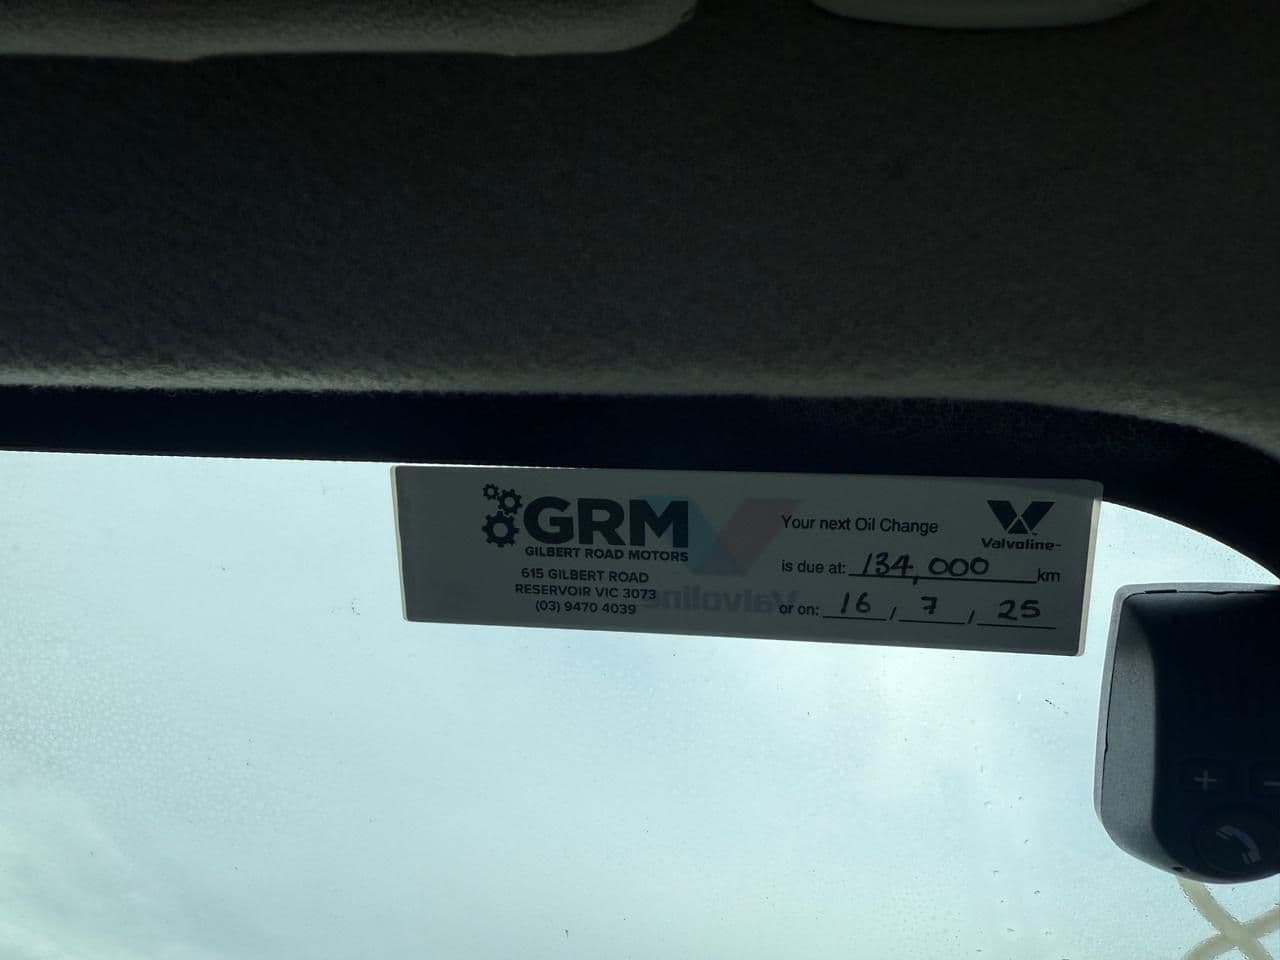 GRM
GILBERT ROAD MOTORS
615 GILBERT ROAD
RESERVOIR VIC 3073
(03) 9470 4039
Valvoline
Your next Oil Change
is due at: 134,000 km
or on: 16 / 7 / 25
Valvoline
+
-